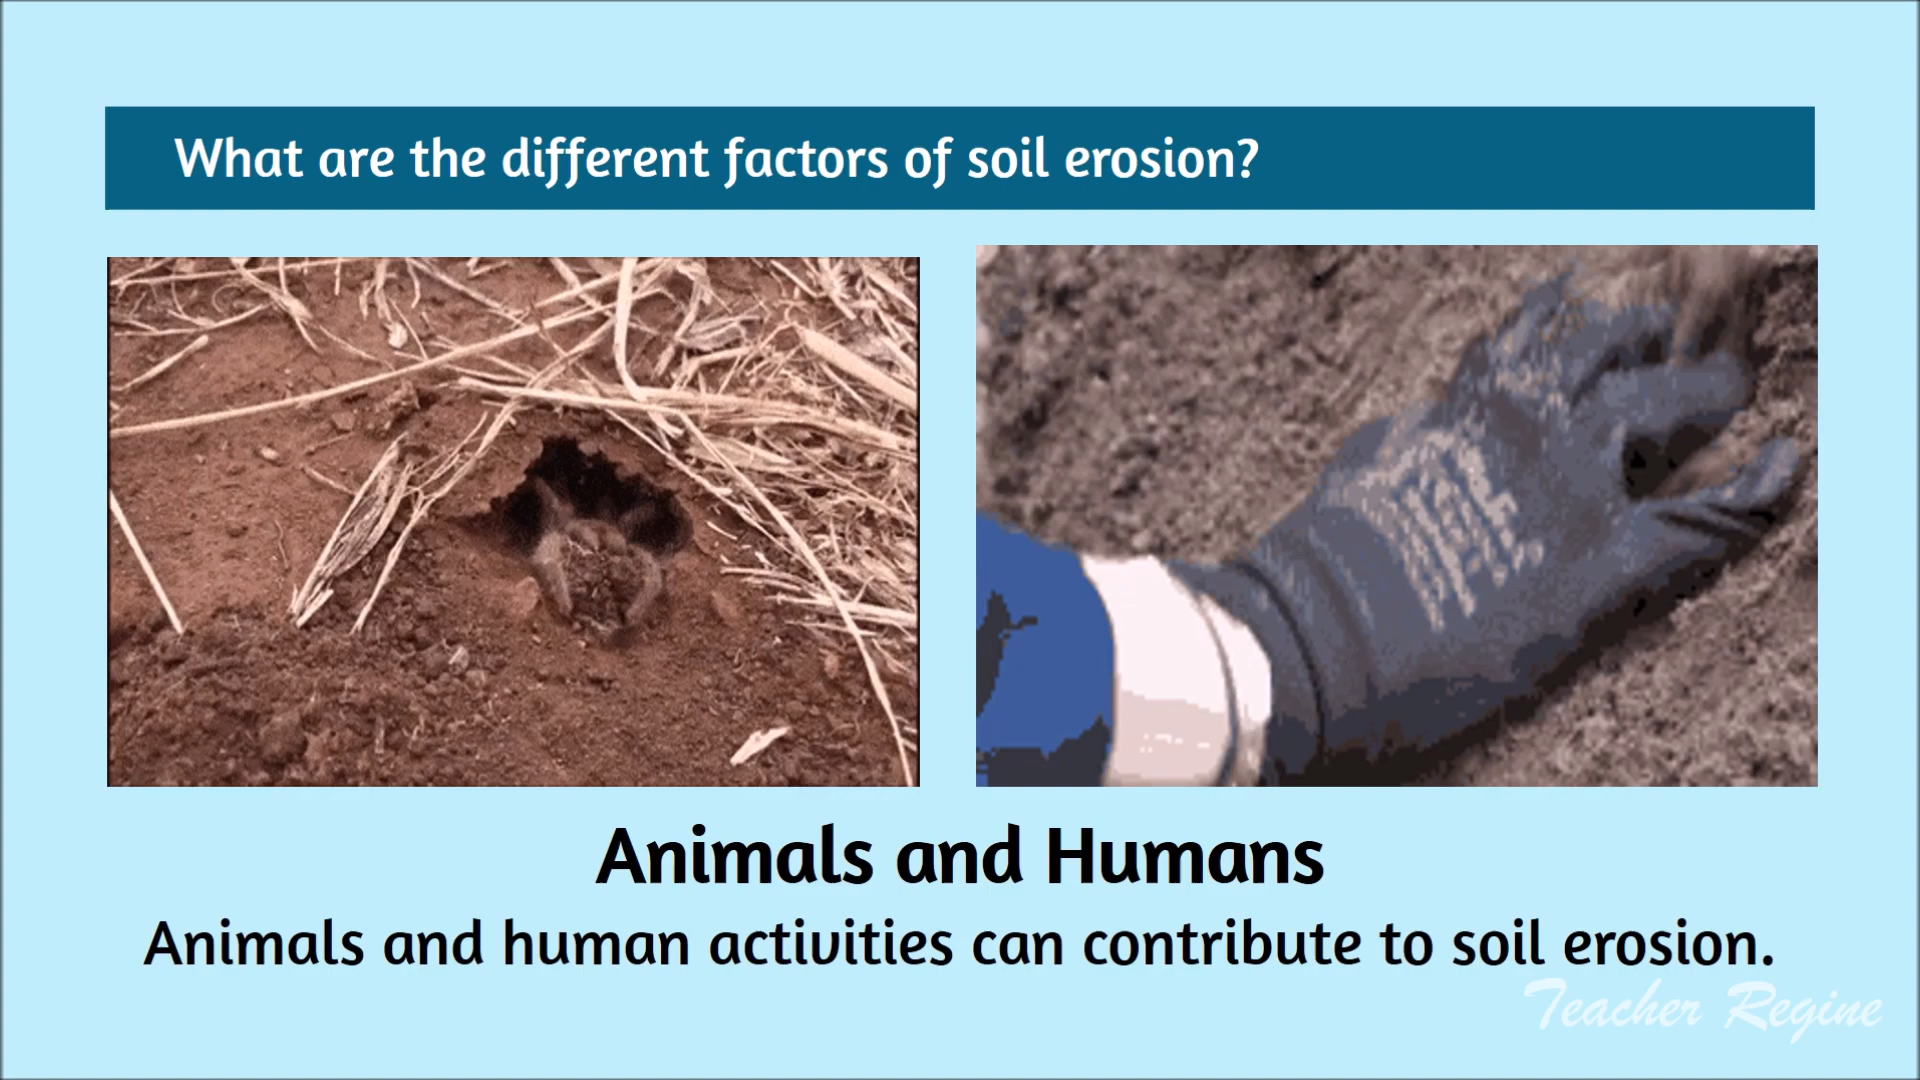 What are the different factors of soil erosion?
Animals and Humans
Animals and human activities can contribute to soil erosion.
Teacher Regine